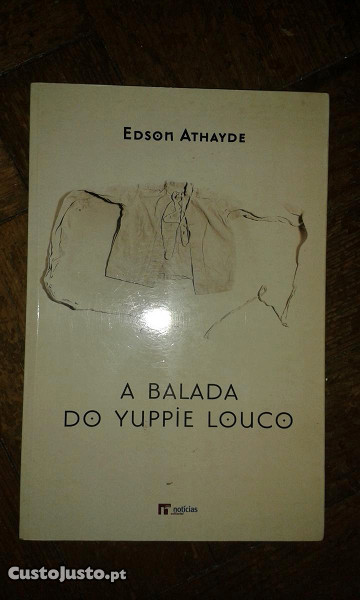 Edson Athayde
A BALADA
DO YUPPIE LOUCO
notícias
CustoJusto.pt